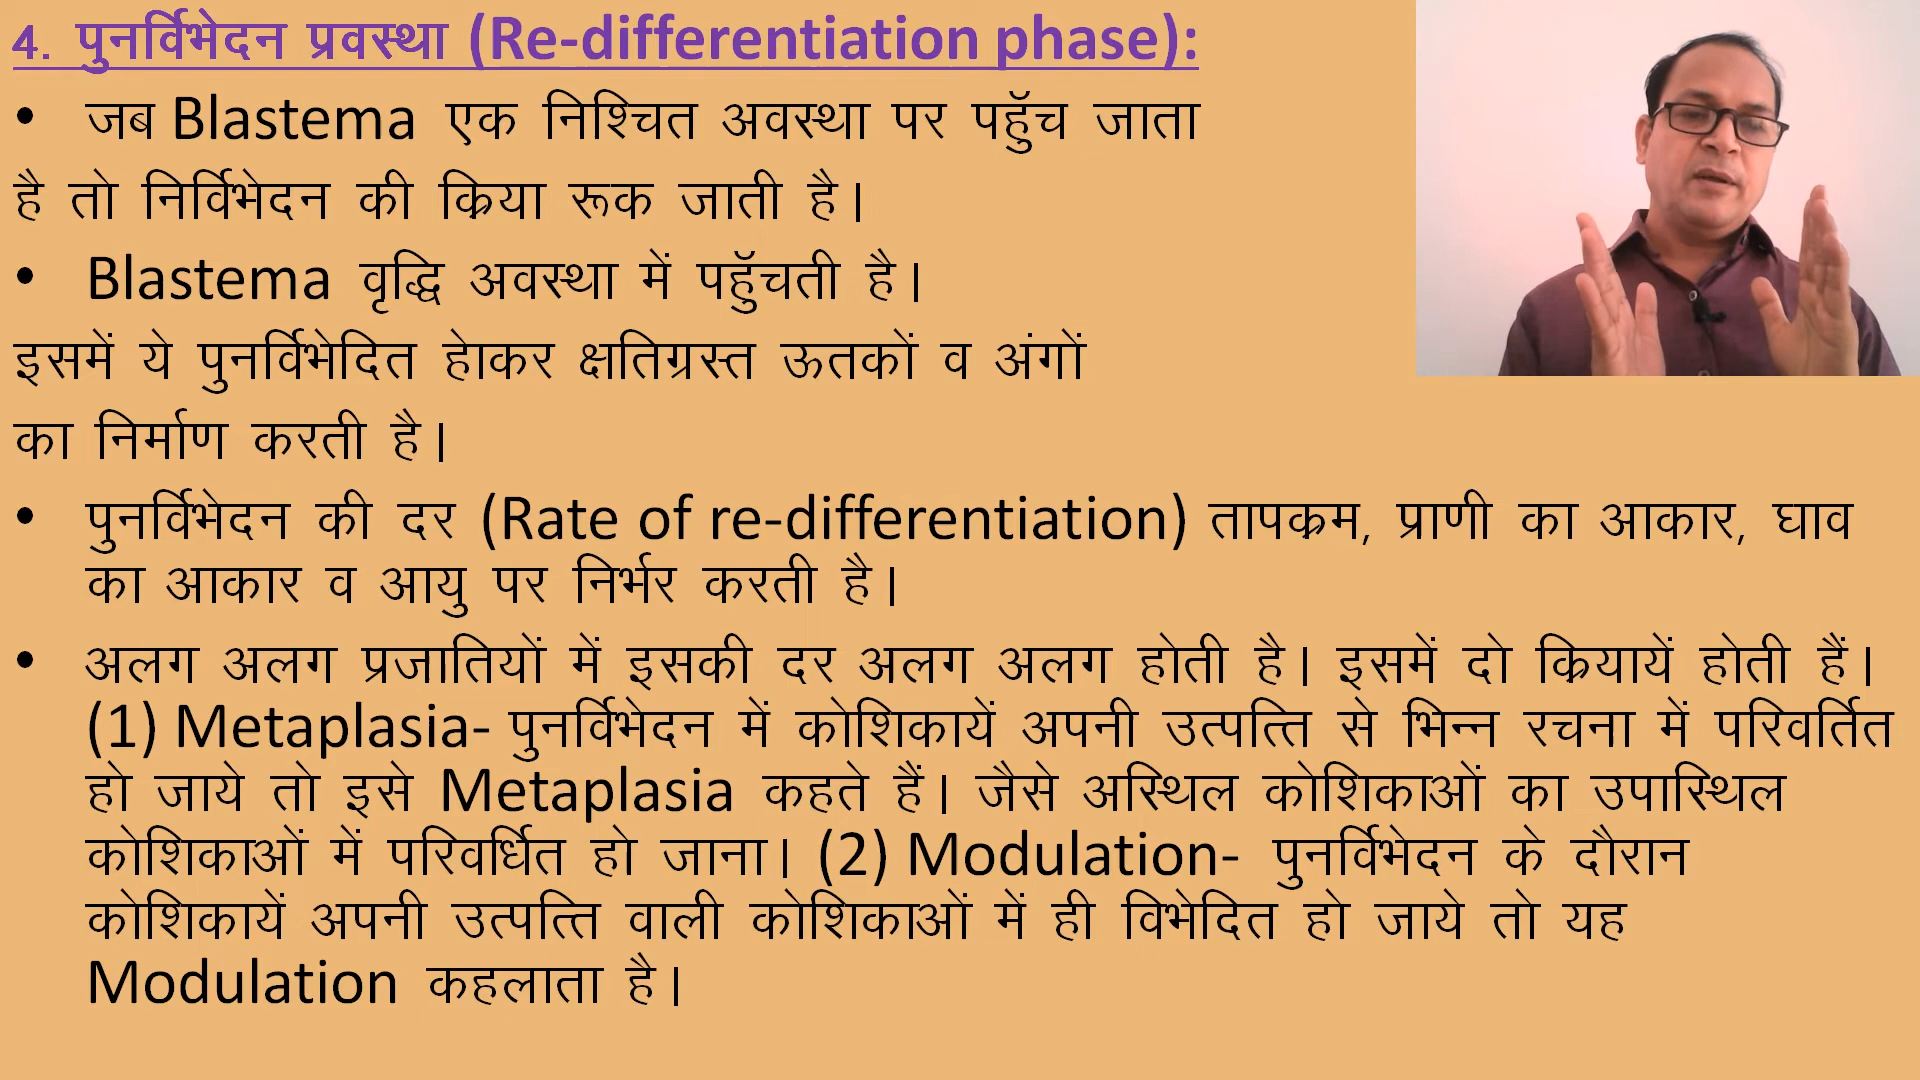 4. पुनर्विभेदन प्रवस्था (Re-differentiation phase):
• जब Blastema एक निश्चित अवस्था पर पहुॅच जाता
है तो निर्विभेदन की क्रिया रूक जाती है।
• Blastema वृद्धि अवस्था में पहुॅचती है।
इसमें ये पुनर्विभेदित होकर क्षतिग्रस्त ऊतकों व अंगों
का निर्माण करती है।
• पुनर्विभेदन की दर (Rate of re-differentiation) तापक्रम, प्राणी का आकार, घाव
का आकार व आयु पर निर्भर करती है।
• अलग अलग प्रजातियों में इसकी दर अलग अलग होती है। इसमें दो क्रियायें होती हैं।
(1) Metaplasia- पुनर्विभेदन में कोशिकायें अपनी उत्पत्ति से भिन्न रचना में परिवर्तित
हो जाये तो इसे Metaplasia कहते हैं। जैसे अस्थिल कोशिकाओं का उपास्थिल
कोशिकाओं में परिवर्धित हो जाना। (2) Modulation- पुनर्विभेदन के दौरान
कोशिकायें अपनी उत्पत्ति वाली कोशिकाओं में ही विभेदित हो जाये तो यह
Modulation कहलाता है।